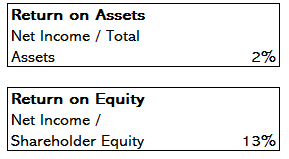 Return on Assets
Net Income / Total
Assets 2%
Return on Equity
Net Income /
Shareholder Equity 13%